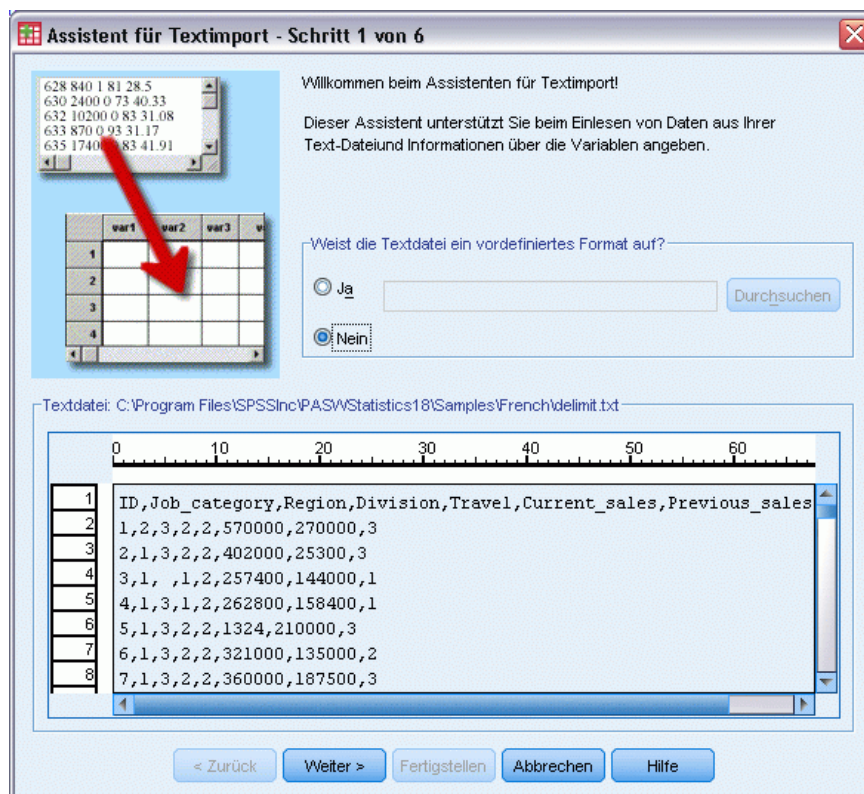 Assistent für Textimport - Schritt 1 von 6
628 840 1 81 28.5
630 2400 0 73 40.33
632 10200 0 83 31.08
633 870 0 93 31.17
635 1740 83 41.91
var1 var2 var3 v
1
2
3
4
Willkommen beim Assistenten für Textimport!
Dieser Assistent unterstützt Sie beim Einlesen von Daten aus Ihrer
Text-Dateiund Informationen über die Variablen angeben.
Weist die Textdatei ein vordefiniertes Format auf?
Ja
Durchsuchen
Nein
Textdatei: C:\Program Files\SPSSInc\PASWStatistics18\Samples\French\delimit.txt
0 10 20 30 40 50 60
1 ID,Job_category,Region,Division,Travel,Current_sales,Previous_sales
2 1,2,3,2,2,570000,270000,3
3 2,1,3,2,2,402000,25300,3
4 3,1, ,1,2,257400,144000,1
5 4,1,3,1,2,262800,158400,1
6 5,1,3,2,2,1324,210000,3
7 6,1,3,2,2,321000,135000,2
8 7,1,3,2,2,360000,187500,3
< Zurück Weiter > Fertigstellen Abbrechen Hilfe